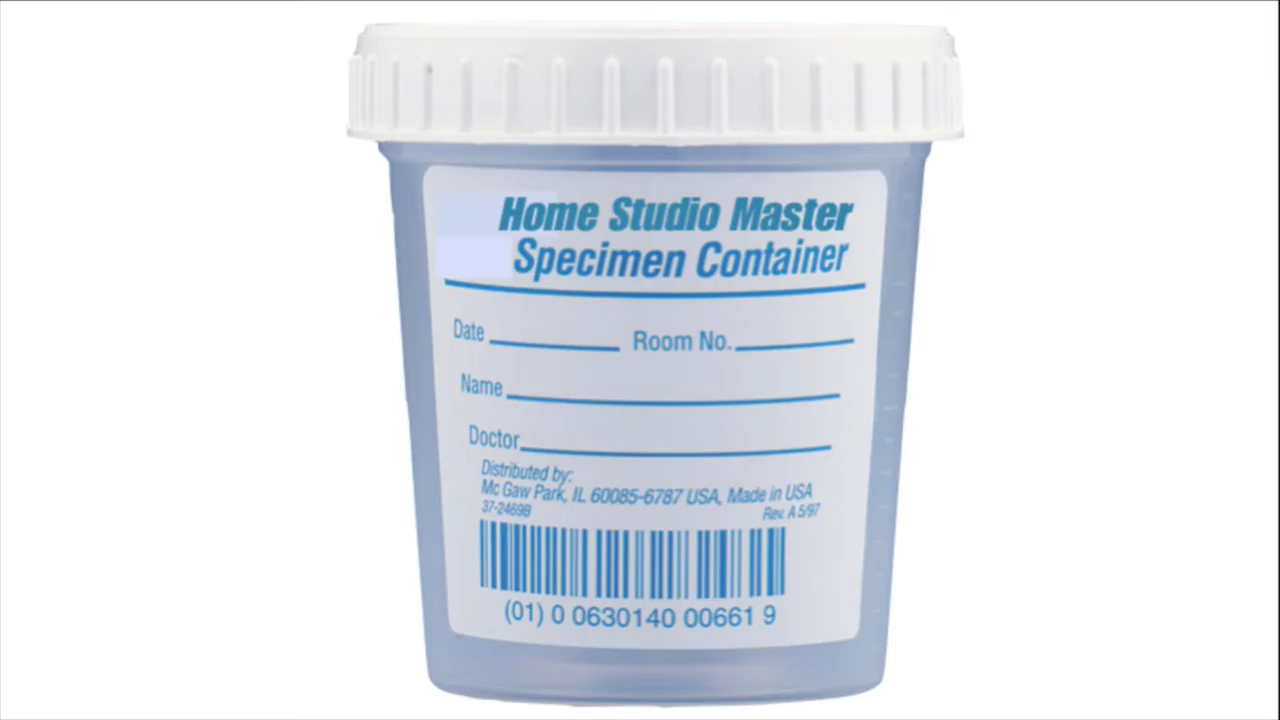 Home Studio Master
Specimen Container
Date Room No.
Name
Doctor
Distributed by:
Mc Gaw Park, IL 60085-6787 USA, Made in USA
37-2469B Rev. A 5/97
(01) 0 0630140 00661 9